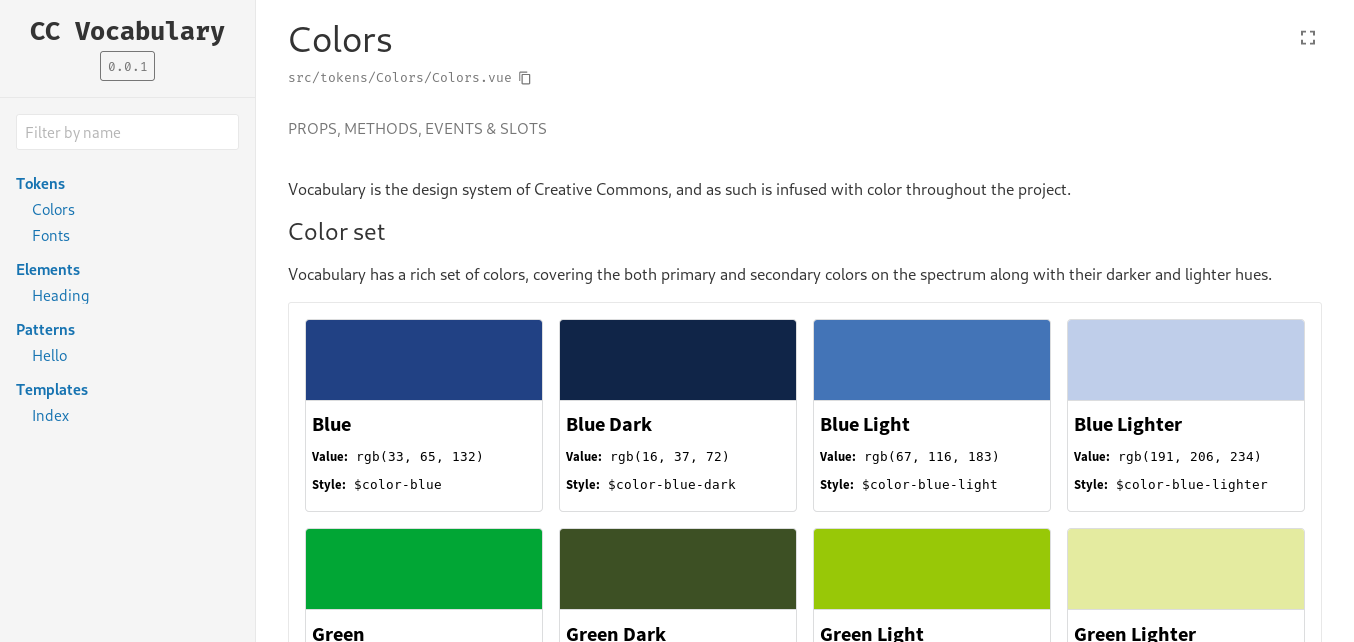 CC Vocabulary
0.0.1
Filter by name
Tokens
Colors
Fonts
Elements
Heading
Patterns
Hello
Templates
Index
Colors
src/tokens/Colors/Colors.vue
PROPS, METHODS, EVENTS & SLOTS
Vocabulary is the design system of Creative Commons, and as such is infused with color throughout the project.
Color set
Vocabulary has a rich set of colors, covering the both primary and secondary colors on the spectrum along with their darker and lighter hues.
Blue
Value: rgb(33, 65, 132)
Style: $color-blue
Blue Dark
Value: rgb(16, 37, 72)
Style: $color-blue-dark
Blue Light
Value: rgb(67, 116, 183)
Style: $color-blue-light
Blue Lighter
Value: rgb(191, 206, 234)
Style: $color-blue-lighter
Green
Green Dark
Green Light
Green Lighter